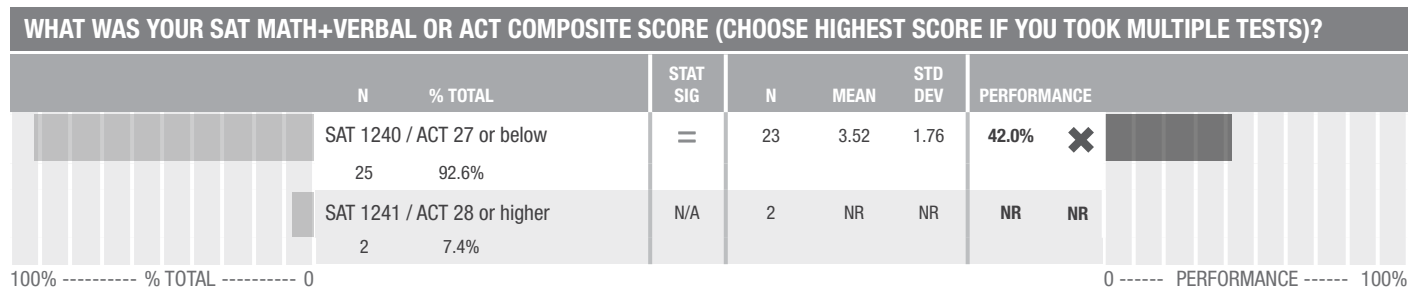 WHAT WAS YOUR SAT MATH+VERBAL OR ACT COMPOSITE SCORE (CHOOSE HIGHEST SCORE IF YOU TOOK MULTIPLE TESTS)?
N % TOTAL STAT SIG N MEAN STD DEV PERFORMANCE
SAT 1240 / ACT 27 or below = 23 3.52 1.76 42.0% ✖
25 92.6%
SAT 1241 / ACT 28 or higher N/A 2 NR NR NR NR
2 7.4%
100% ---------- % TOTAL ---------- 0 0 ------ PERFORMANCE ------ 100%